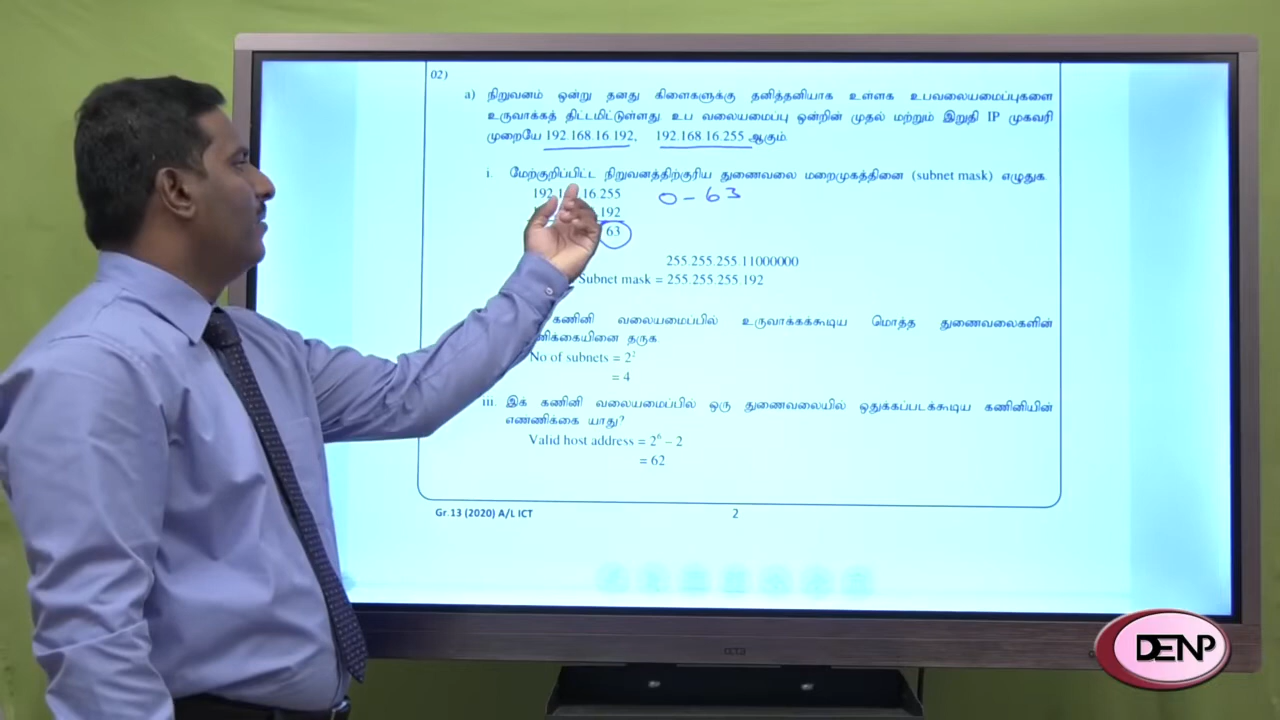 02)
a) நிறுவனம் ஒன்று தனது கிளைகளுக்கு தனித்தனியாக உள்ளக உபவலையமைப்புகளை
உருவாக்கத் திட்டமிட்டுள்ளது. உப வலையமைப்பு ஒன்றின் முதல் மற்றும் இறுதி IP முகவரி
முறையே 192.168.16.192, 192.168.16.255 ஆகும்.
i. மேற்குறிப்பிட்ட நிறுவனத்திற்குரிய துணைவலை மறைமுகத்தினை (subnet mask) எழுதுக.
192.1 16.255 0 - 63
.192
63
255.255.255.11000000
Subnet mask = 255.255.255.192
கணினி வலையமைப்பில் உருவாக்கக்கூடிய மொத்த துணைவலைகளின்
ணிக்கையினை தருக.
No of subnets = 2²
= 4
iii. இக் கணினி வலையமைப்பில் ஒரு துணைவலையில் ஒதுக்கப்படக்கூடிய கணினியின்
எண்ணிக்கை யாது?
Valid host address = 2⁶ – 2
= 62
Gr.13 (2020) A/L ICT 2
DENP